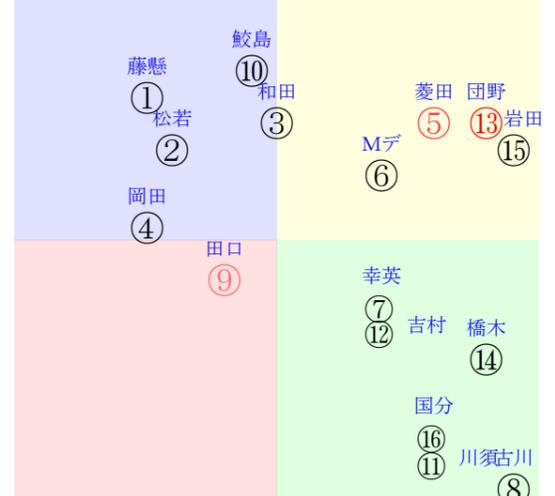 鮫島
⑩
藤懸
①
和田
③
菱田
⑤
団野
⑬
岩田
⑮
松若
②
Mデ
⑥
岡田
④
田口
⑨
幸英
⑦
⑫
吉村
橋木
⑭
国分
⑯
⑪
川須
古川
⑧